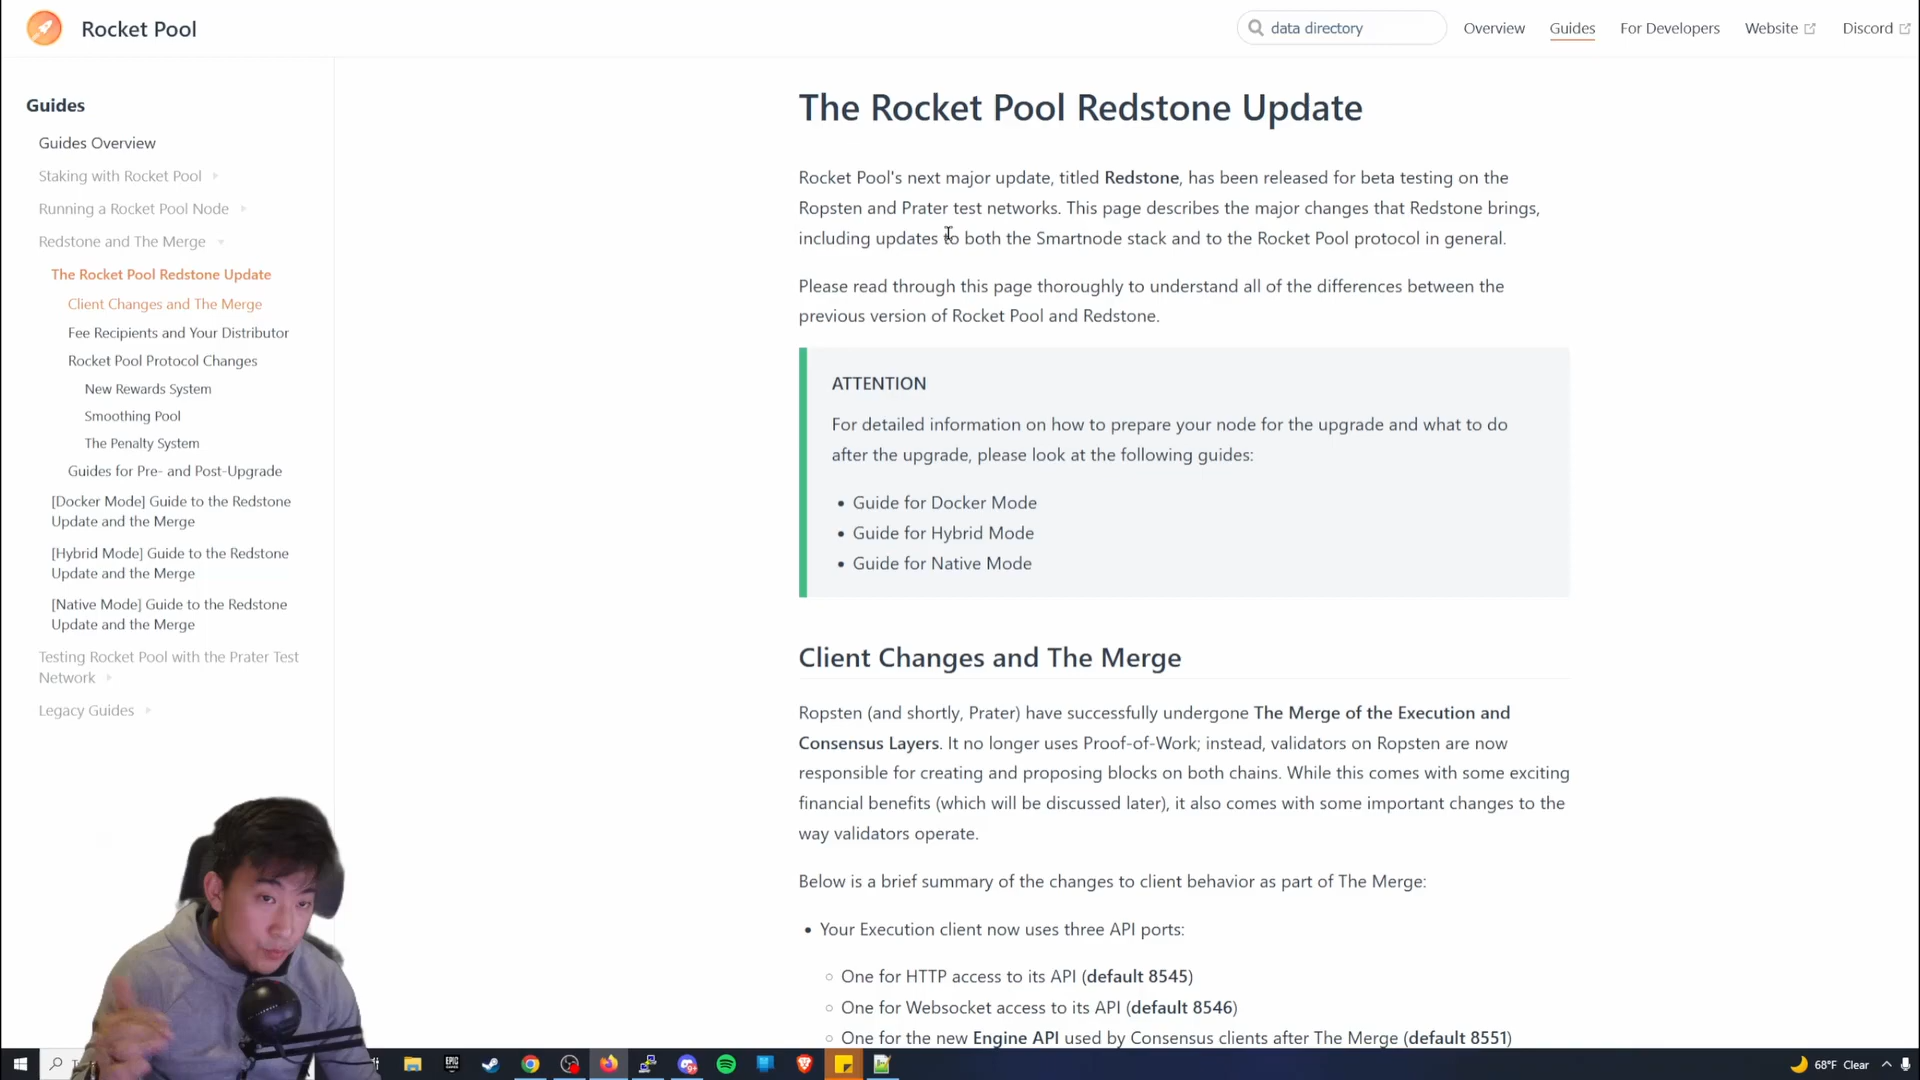 Rocket Pool
data directory
Overview
Guides
For Developers
Website
Discord
Guides
Guides Overview
Staking with Rocket Pool
Running a Rocket Pool Node
Redstone and The Merge
The Rocket Pool Redstone Update
Client Changes and The Merge
Fee Recipients and Your Distributor
Rocket Pool Protocol Changes
New Rewards System
Smoothing Pool
The Penalty System
Guides for Pre- and Post-Upgrade
[Docker Mode] Guide to the Redstone
Update and the Merge
[Hybrid Mode] Guide to the Redstone
Update and the Merge
[Native Mode] Guide to the Redstone
Update and the Merge
Testing Rocket Pool with the Prater Test
Network
Legacy Guides
The Rocket Pool Redstone Update
Rocket Pool's next major update, titled Redstone, has been released for beta testing on the
Ropsten and Prater test networks. This page describes the major changes that Redstone brings,
including updates to both the Smartnode stack and to the Rocket Pool protocol in general.
Please read through this page thoroughly to understand all of the differences between the
previous version of Rocket Pool and Redstone.
ATTENTION
For detailed information on how to prepare your node for the upgrade and what to do
after the upgrade, please look at the following guides:
• Guide for Docker Mode
• Guide for Hybrid Mode
• Guide for Native Mode
Client Changes and The Merge
Ropsten (and shortly, Prater) have successfully undergone The Merge of the Execution and
Consensus Layers. It no longer uses Proof-of-Work; instead, validators on Ropsten are now
responsible for creating and proposing blocks on both chains. While this comes with some exciting
financial benefits (which will be discussed later), it also comes with some important changes to the
way validators operate.
Below is a brief summary of the changes to client behavior as part of The Merge:
• Your Execution client now uses three API ports:
○ One for HTTP access to its API (default 8545)
○ One for Websocket access to its API (default 8546)
○ One for the new Engine API used by Consensus clients after The Merge (default 8551)
EPIC
68°F Clear